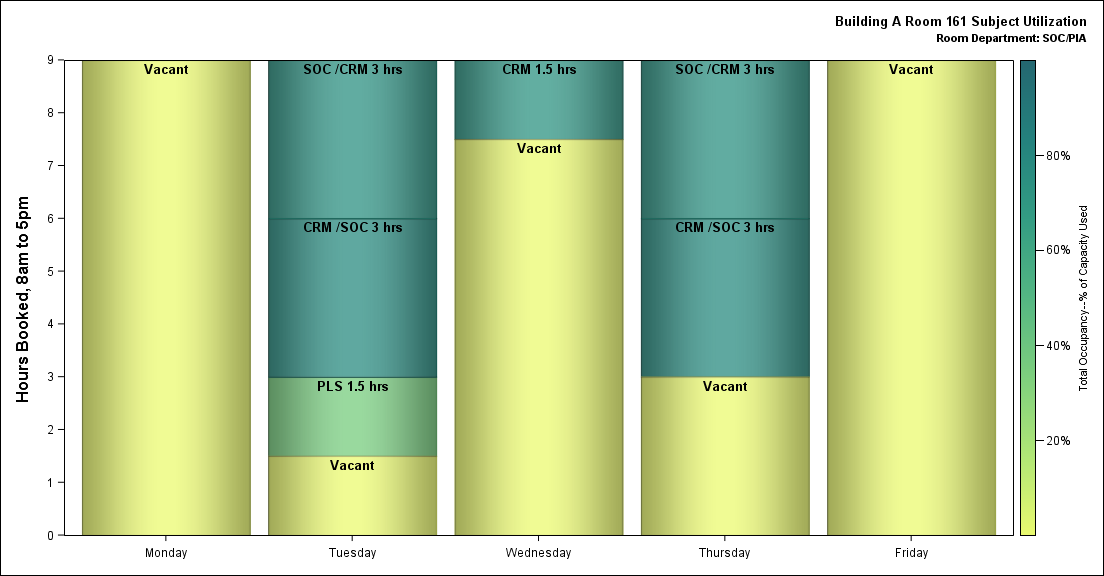 Building A Room 161 Subject Utilization
Room Department: SOC/PIA
Hours Booked, 8am to 5pm
9
8
7
6
5
4
3
2
1
0
Vacant
SOC /CRM 3 hrs
CRM /SOC 3 hrs
PLS 1.5 hrs
Vacant
CRM 1.5 hrs
Vacant
SOC /CRM 3 hrs
CRM /SOC 3 hrs
Vacant
Vacant
Monday
Tuesday
Wednesday
Thursday
Friday
80%
60%
40%
20%
Total Occupancy--% of Capacity Used